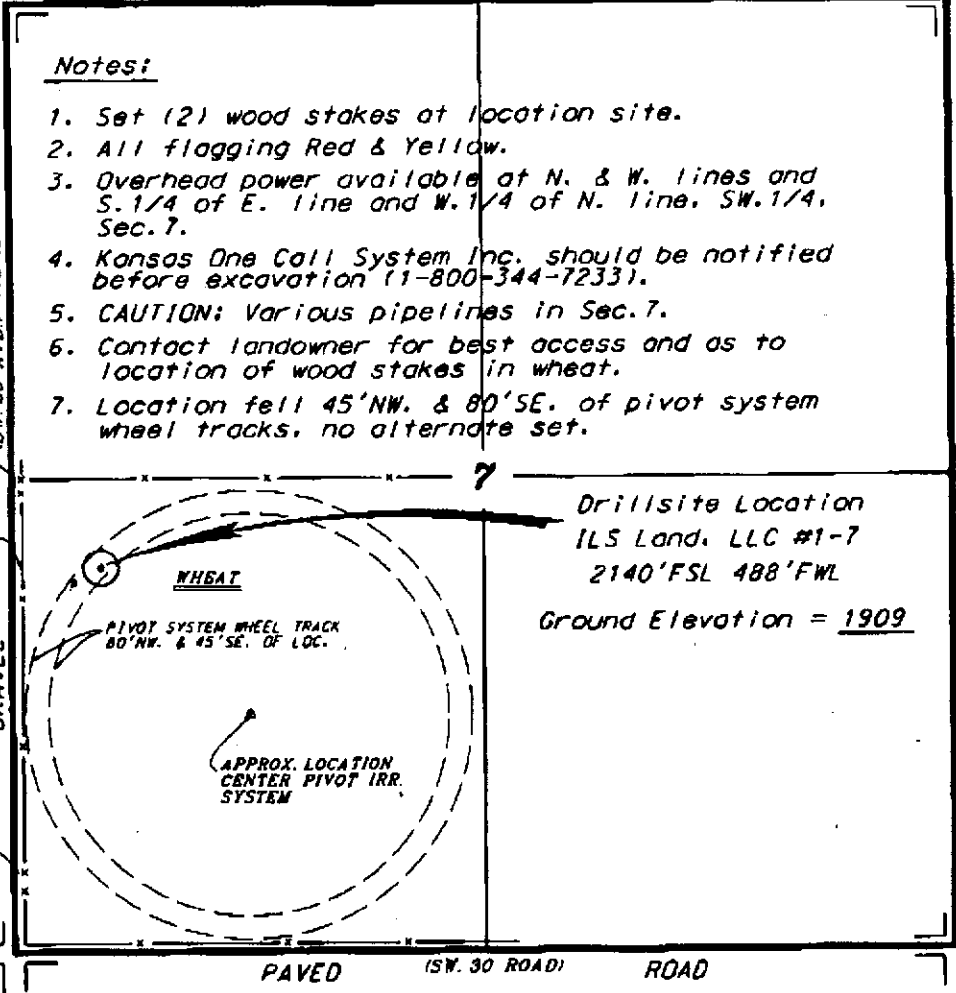 Notes:
1. Set (2) wood stakes at location site.
2. All flagging Red & Yellow.
3. Overhead power available at N. & W. lines and
S. 1/4 of E. line and W. 1/4 of N. line, SW. 1/4,
Sec. 7.
4. Kansas One Call System Inc. should be notified
before excavation (1-800-344-7233).
5. CAUTION: Various pipelines in Sec. 7.
6. Contact landowner for best access and as to
location of wood stakes in wheat.
7. Location fell 45'NW. & 80'SE. of pivot system
wheel tracks, no alternate set.
7
Drillsite Location
ILS Land, LLC #1-7
2140'FSL 488'FWL
Ground Elevation = 1909
WHEAT
PIVOT SYSTEM WHEEL TRACK
80'NW. & 45'SE. OF LOC.
APPROX. LOCATION
CENTER PIVOT IRR.
SYSTEM
PAVED (SW. 30 ROAD) ROAD